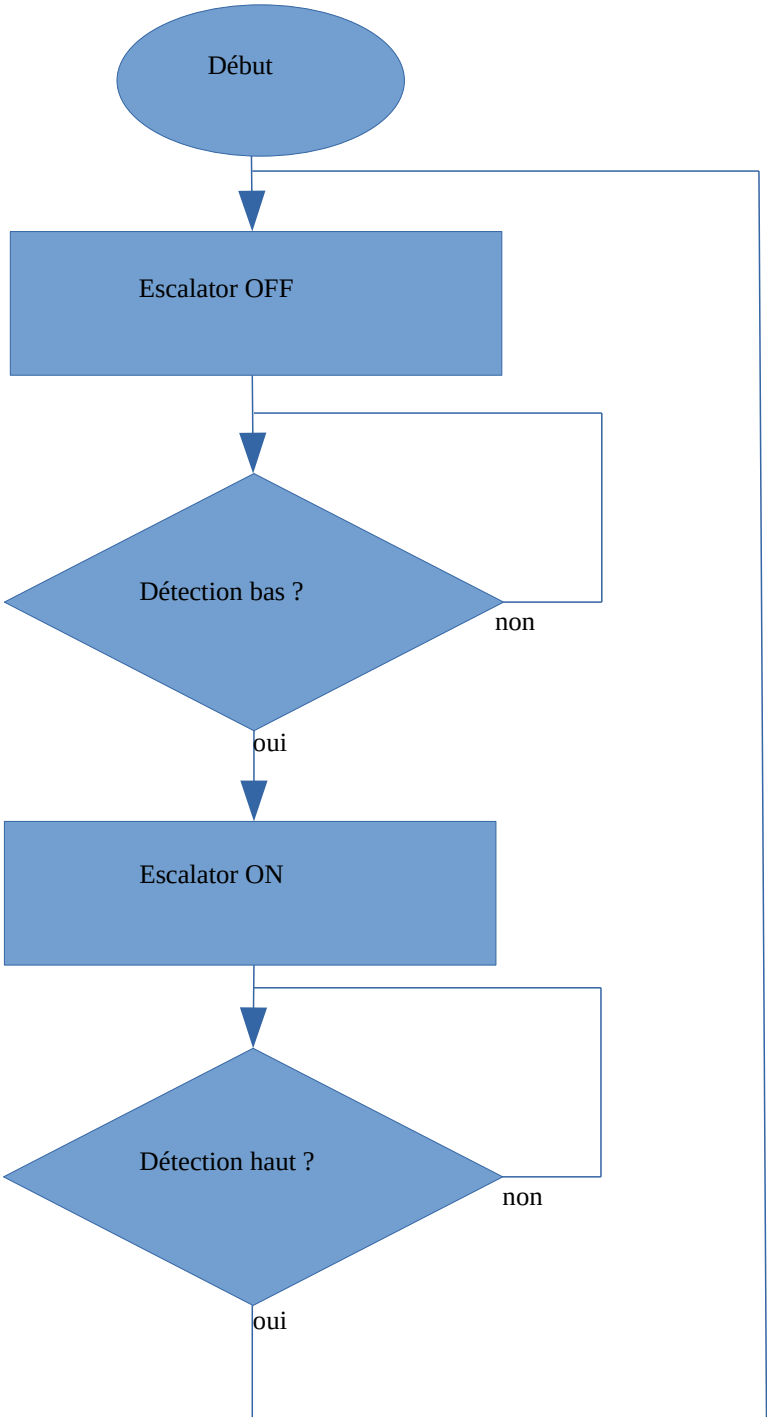 Début
Escalator OFF
Détection bas ?
non
oui
Escalator ON
Détection haut ?
non
oui